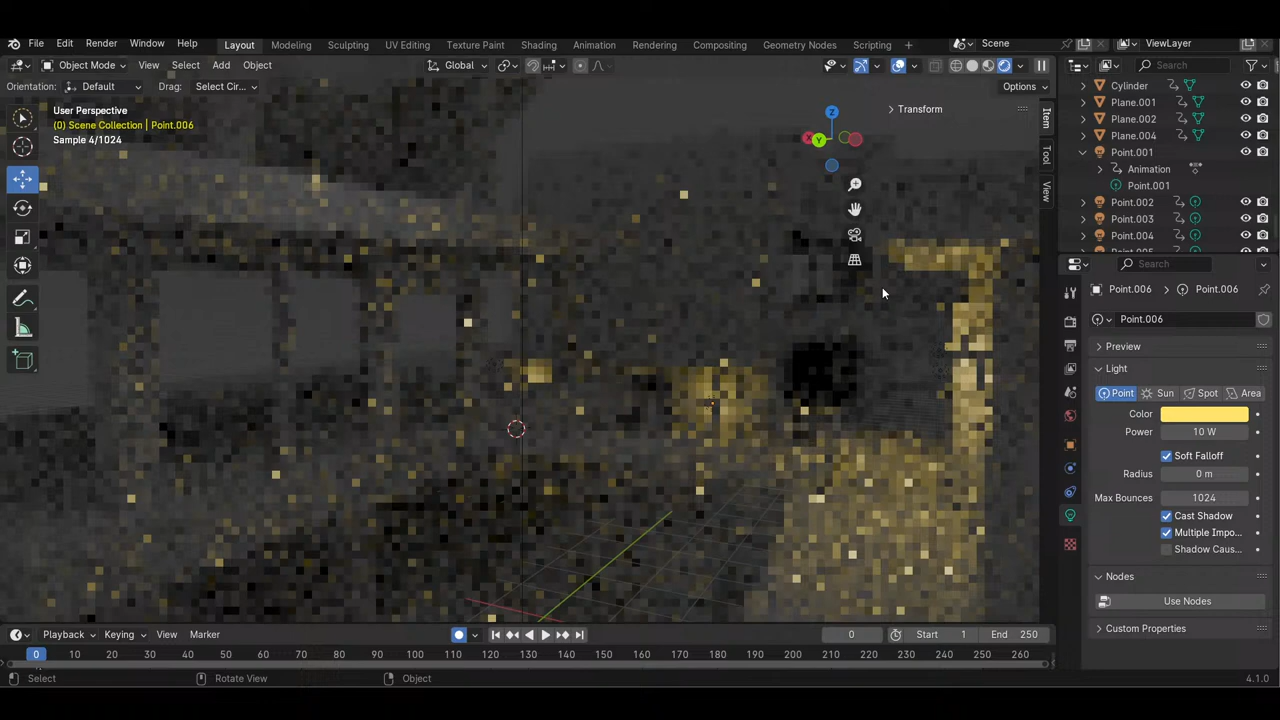 File Edit Render Window Help Layout Modeling Sculpting UV Editing Texture Paint Shading Animation Rendering Compositing Geometry Nodes Scripting + Scene ViewLayer
Object Mode View Select Add Object Global Search
Orientation: Default Drag: Select Cir... Options
User Perspective
(0) Scene Collection | Point.006
Sample 4/1024
Transform
Item
Tool
View
Z
X
Y
Cylinder
Plane.001
Plane.002
Plane.004
Point.001
Animation
Point.001
Point.002
Point.003
Point.004
Search
Point.006 > Point.006
Point.006
Preview
Light
Point Sun Spot Area
Color
Power 10 W
Soft Falloff
Radius 0 m
Max Bounces 1024
Cast Shadow
Multiple Impo...
Shadow Caus...
Nodes
Use Nodes
Custom Properties
Playback Keying View Marker 0 Start 1 End 250
0 10 20 30 40 50 60 70 80 90 100 110 120 130 140 150 160 170 180 190 200 210 220 230 240 250 260
Select Rotate View Object 4.1.0